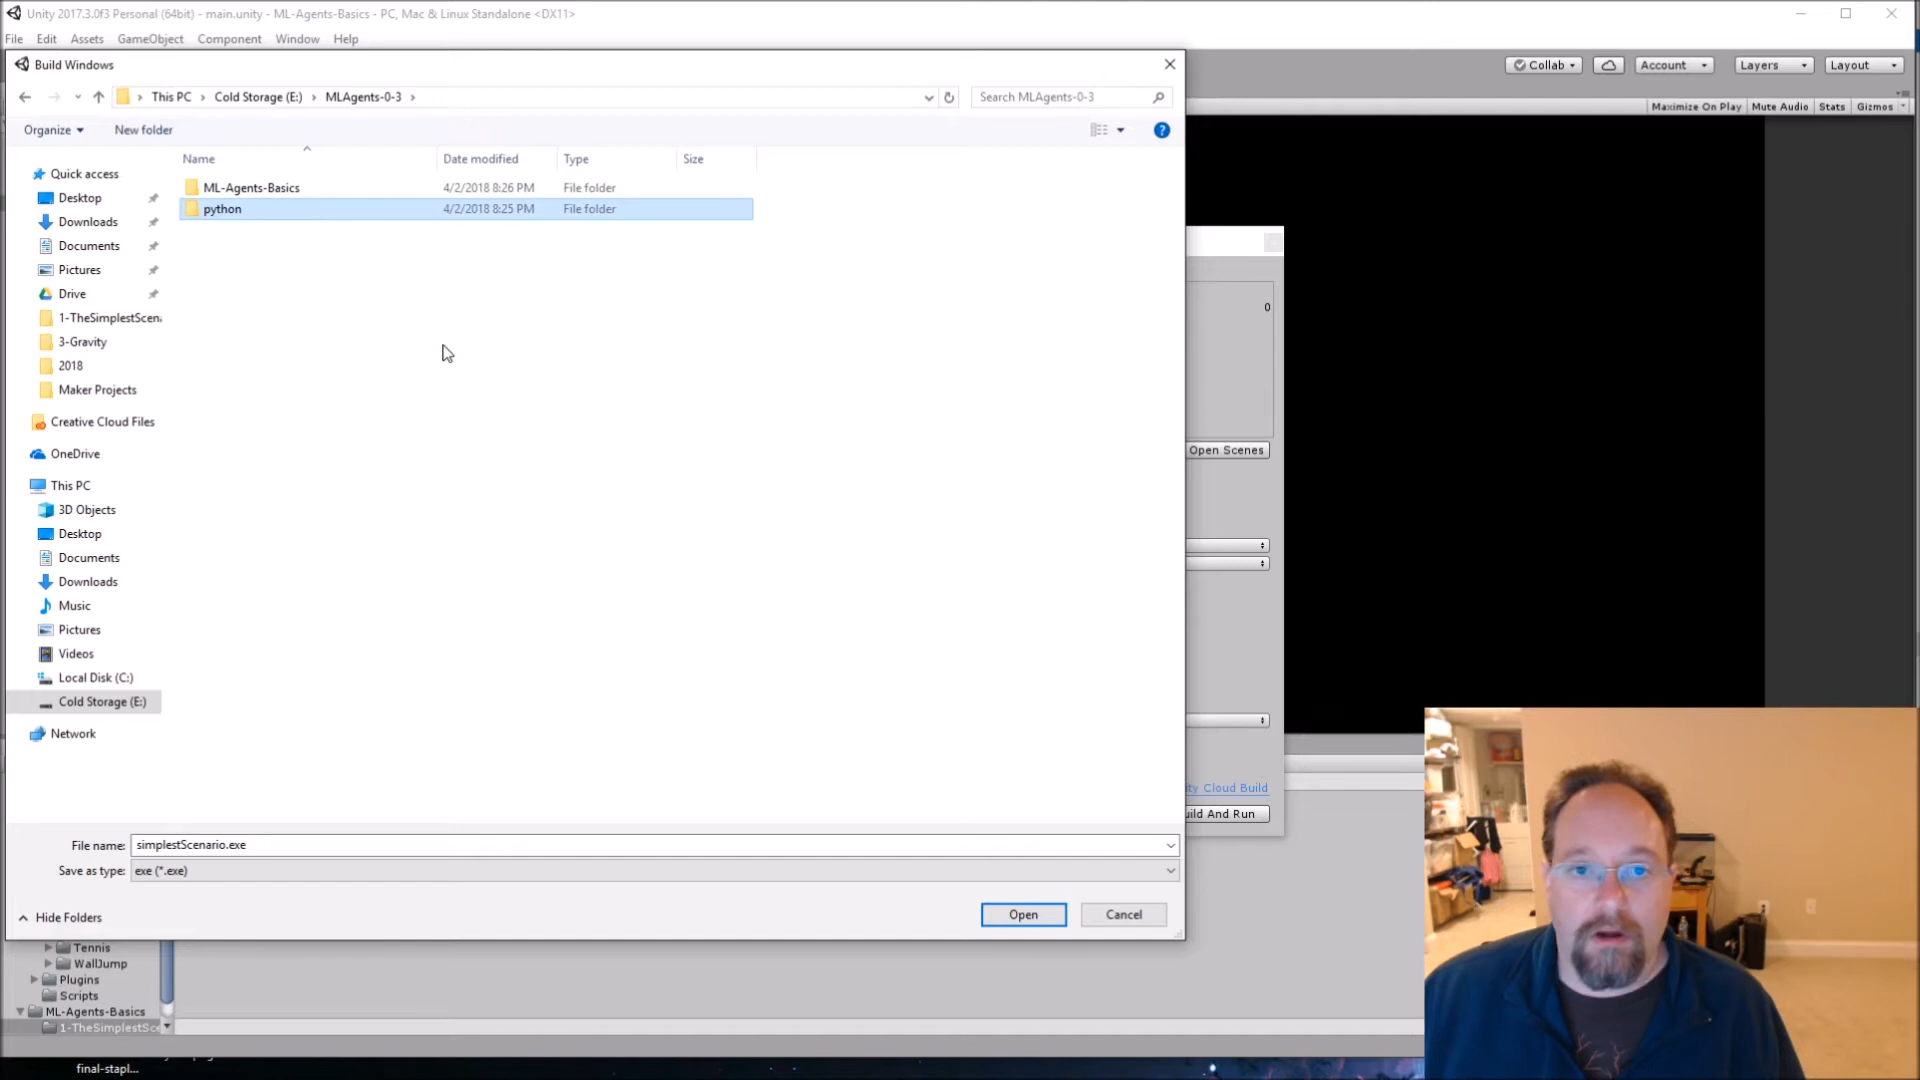 Unity 2017.3.0f3 Personal (64bit) - main.unity - ML-Agents-Basics - PC, Mac & Linux Standalone <DX11>
File Edit Assets GameObject Component Window Help
Build Windows
Collab Account Layers Layout
This PC Cold Storage (E:) MLAgents-0-3
Search MLAgents-0-3
Maximize On Play Mute Audio Stats Gizmos
Organize New folder
Name Date modified Type Size
ML-Agents-Basics 4/2/2018 8:26 PM File folder
python 4/2/2018 8:25 PM File folder
Quick access
Desktop
Downloads
Documents
Pictures
Drive
1-TheSimplestScena
3-Gravity
2018
Maker Projects
Creative Cloud Files
OneDrive
This PC
3D Objects
Desktop
Documents
Downloads
Music
Pictures
Videos
Local Disk (C:)
Cold Storage (E:)
Network
0
Open Scenes
ity Cloud Build
uild And Run
File name: simplestScenario.exe
Save as type: exe (*.exe)
Hide Folders
Open Cancel
Tennis
WallJump
Plugins
Scripts
ML-Agents-Basics
1-TheSimplestSce
final-stapl...